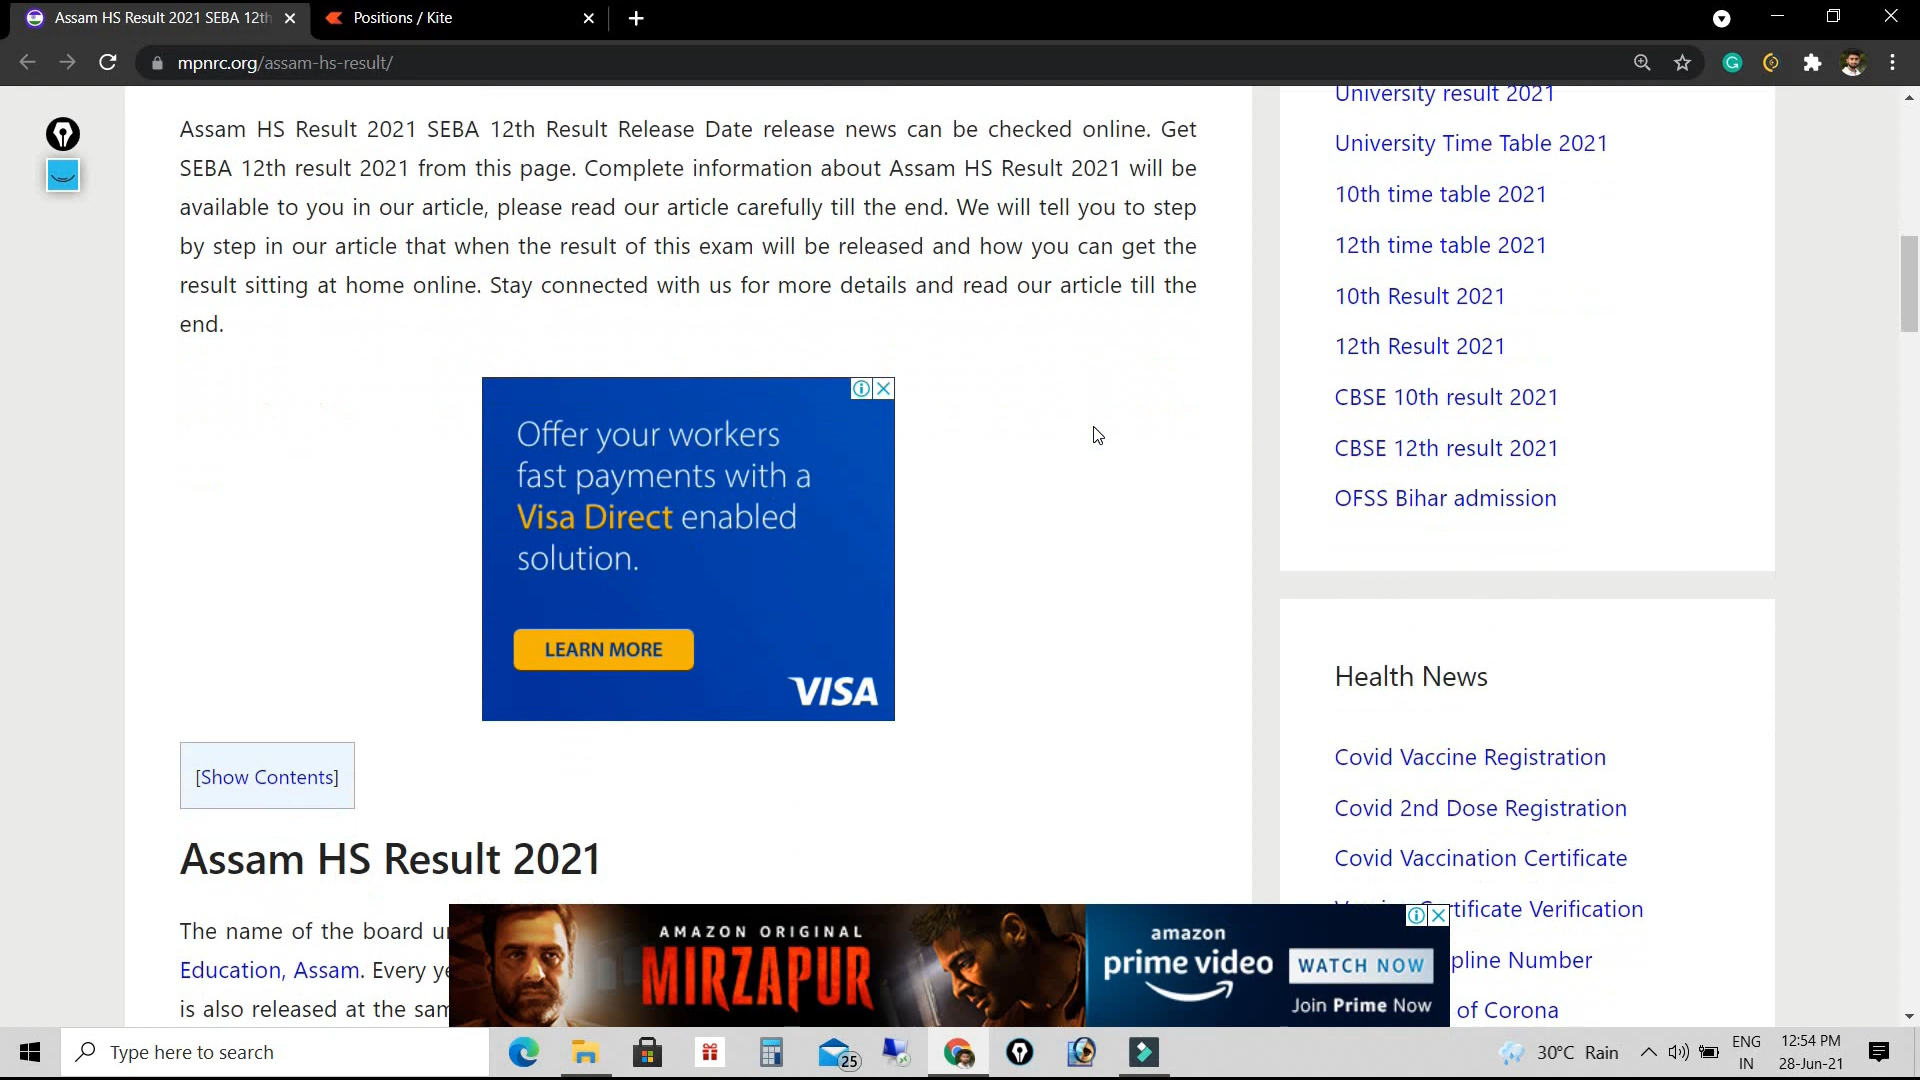 Assam HS Result 2021 SEBA 12th
Positions / Kite
mpnrc.org/assam-hs-result/
Assam HS Result 2021 SEBA 12th Result Release Date release news can be checked online. Get
SEBA 12th result 2021 from this page. Complete information about Assam HS Result 2021 will be
available to you in our article, please read our article carefully till the end. We will tell you to step
by step in our article that when the result of this exam will be released and how you can get the
result sitting at home online. Stay connected with us for more details and read our article till the
end.
Offer your workers
fast payments with a
Visa Direct enabled
solution.
LEARN MORE
VISA
[Show Contents]
Assam HS Result 2021
The name of the board
Education, Assam. Every
is also released at the
University result 2021
University Time Table 2021
10th time table 2021
12th time table 2021
10th Result 2021
12th Result 2021
CBSE 10th result 2021
CBSE 12th result 2021
OFSS Bihar admission
Health News
Covid Vaccine Registration
Covid 2nd Dose Registration
Covid Vaccination Certificate
Verification
Number
of Corona
AMAZON ORIGINAL
MIRZAPUR
amazon
prime video
WATCH NOW
Join Prime Now
Type here to search
25
30°C Rain
ENG
IN
12:54 PM
28-Jun-21